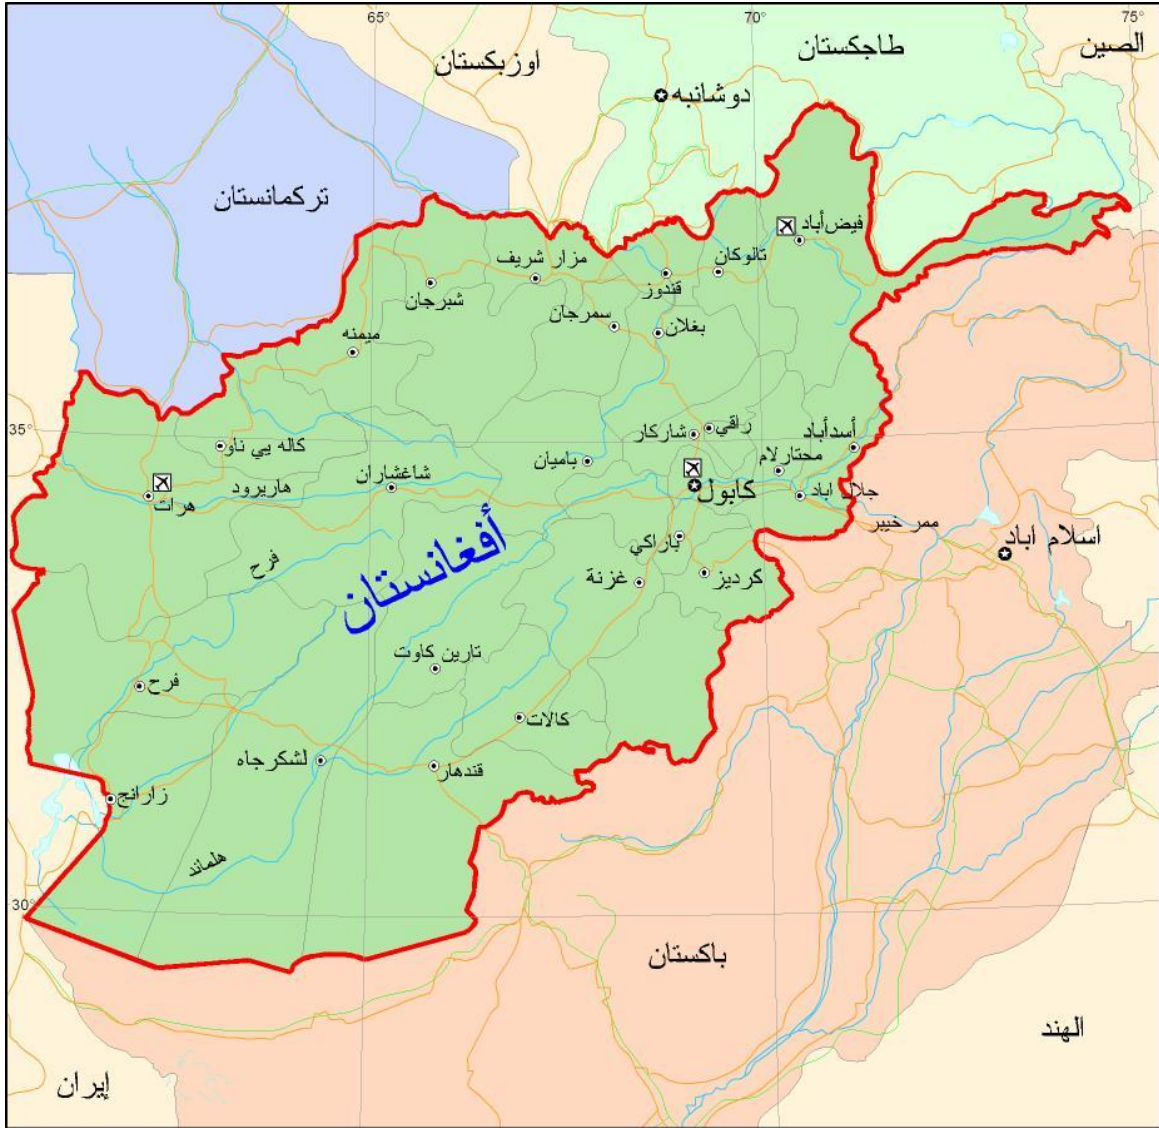 65°
70°
75°
الصين
طاجكستان
اوزبكستان
دوشانبه
تركمانستان
فيض أباد
تالوكان
مزار شريف
قندوز
شبرجان
سمرجان
بغلان
ميمنه
35°
راقي
شاركار
أسدأباد
كاله يي ناو
باميان
محتارلام
شاغشاران
هاريرود
هرات
كابول
جلال اباد
ممر خيبر
اسلام اباد
أفغانستان
باراكي
فرح
غزنة
كرديز
تارين كاوت
فرح
كالات
لشكرجاه
قندهار
زارانج
هلماند
30°
باكستان
الهند
إيران